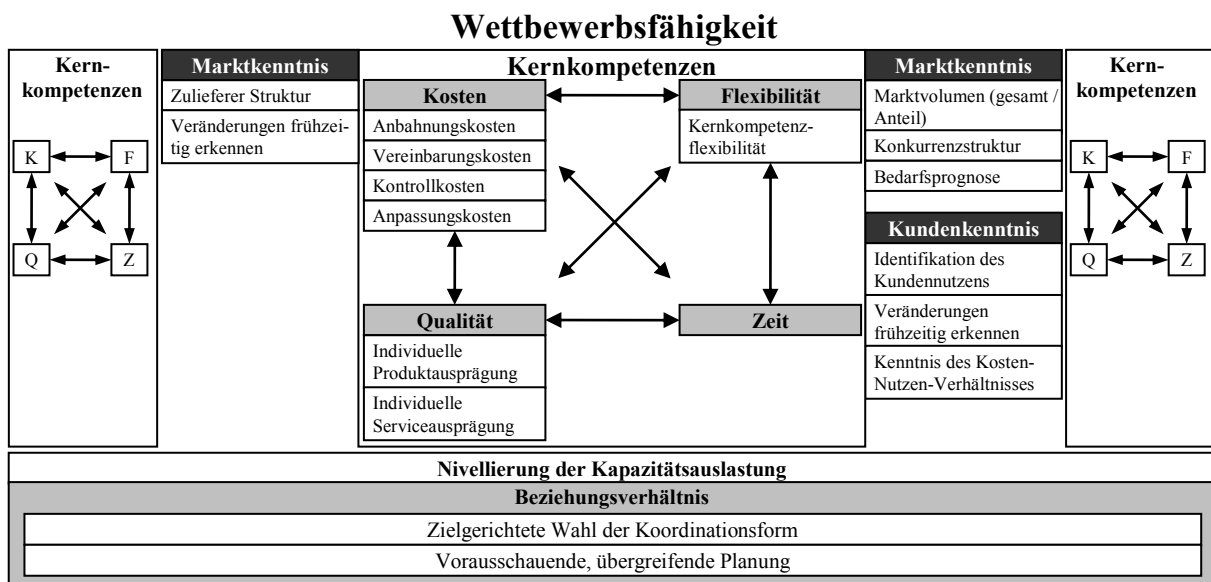 Wettbewerbsfähigkeit
Kern-
kompetenzen
K
F
Q
Z
Marktkenntnis
Zulieferer Struktur
Veränderungen frühzei-
tig erkennen
Kernkompetenzen
Kosten
Anbahnungskosten
Vereinbarungskosten
Kontrollkosten
Anpassungskosten
Flexibilität
Kernkompetenz-
flexibilität
Qualität
Individuelle
Produktausprägung
Individuelle
Serviceausprägung
Zeit
Marktkenntnis
Marktvolumen (gesamt /
Anteil)
Konkurrenzstruktur
Bedarfsprognose
Kundenkenntnis
Identifikation des
Kundennutzens
Veränderungen
frühzeitig erkennen
Kenntnis des Kosten-
Nutzen-Verhältnisses
Kern-
kompetenzen
K
F
Q
Z
Nivellierung der Kapazitätsauslastung
Beziehungsverhältnis
Zielgerichtete Wahl der Koordinationsform
Vorausschauende, übergreifende Planung